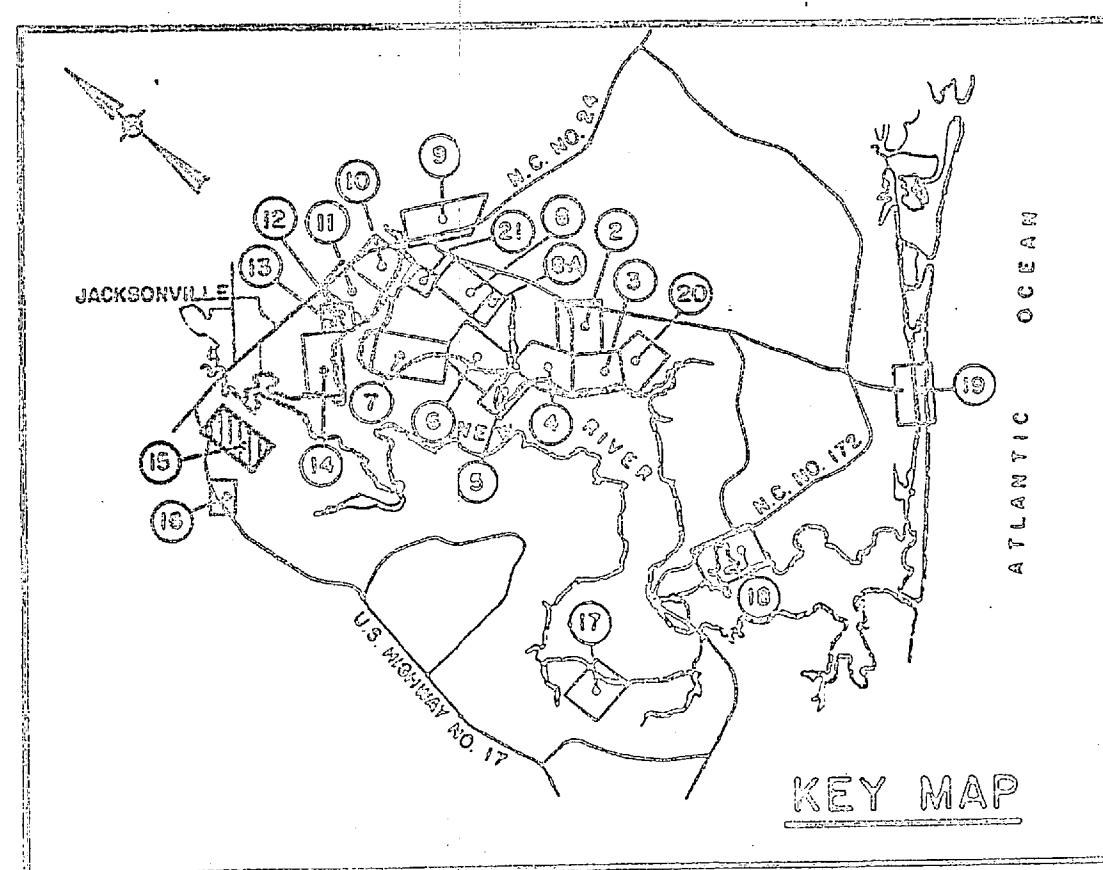 N.C. NO. 24
9
10
8
21
2
12
11
8A
3
13
20
JACKSONVILLE
ATLANTIC OCEAN
19
7
6
NEW RIVER
4
15
14
5
N.C. NO. 172
16
18
17
U.S. HIGHWAY NO. 17
KEY MAP